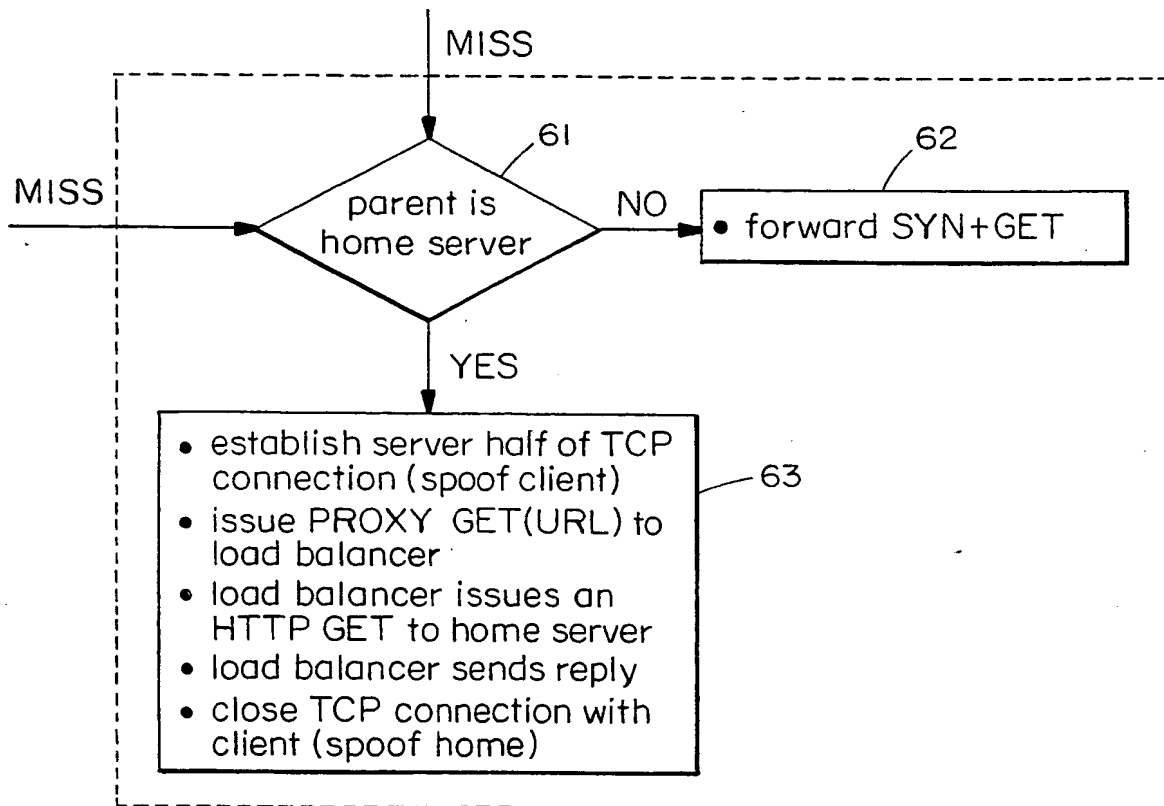 MISS
61
62
MISS
parent is
home server
NO
• forward SYN+GET
YES
• establish server half of TCP
connection (spoof client)
63
• issue PROXY GET(URL) to
load balancer
• load balancer issues an
HTTP GET to home server
• load balancer sends reply
• close TCP connection with
client (spoof home)